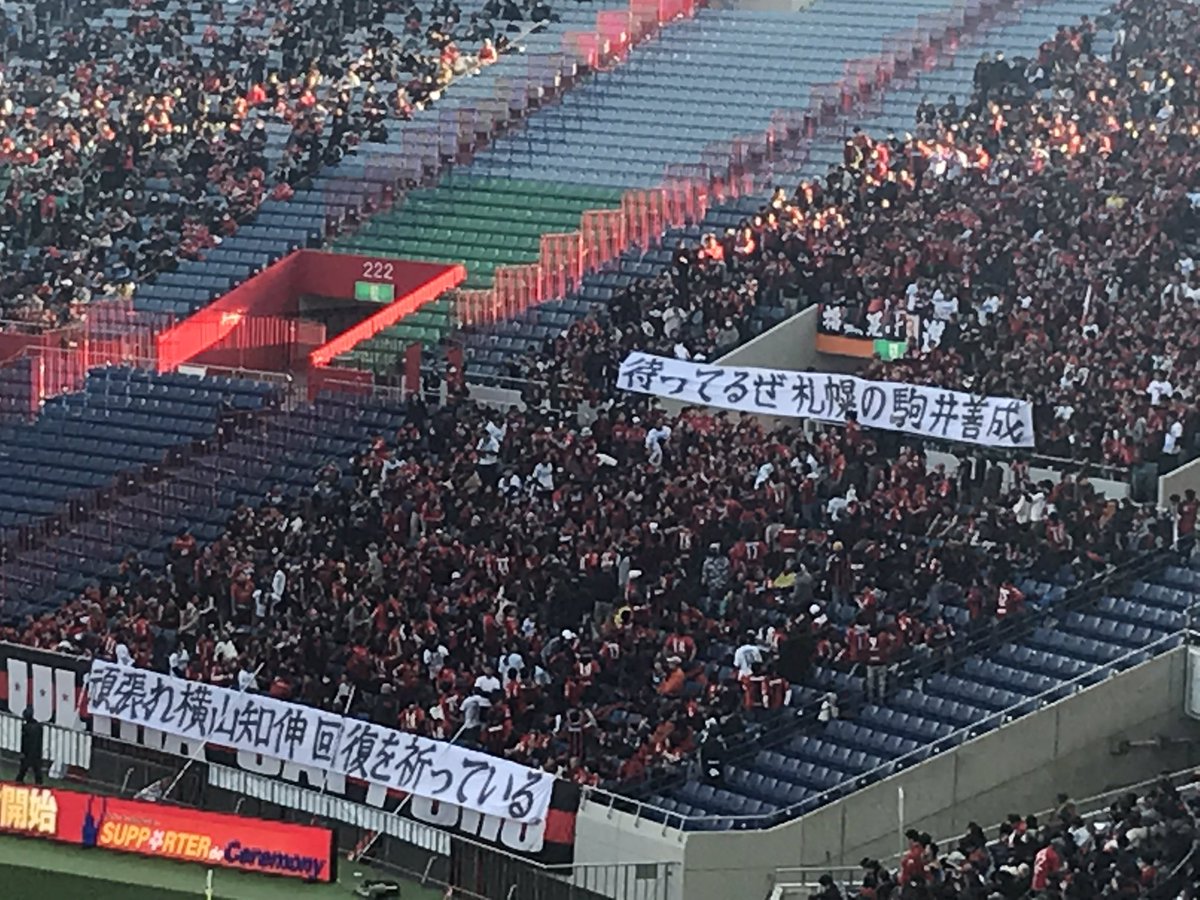 222
待ってるぜ札幌の駒井善成
頑張れ横山知伸回復を祈っている
開始
SUPPORTER de Ceremony